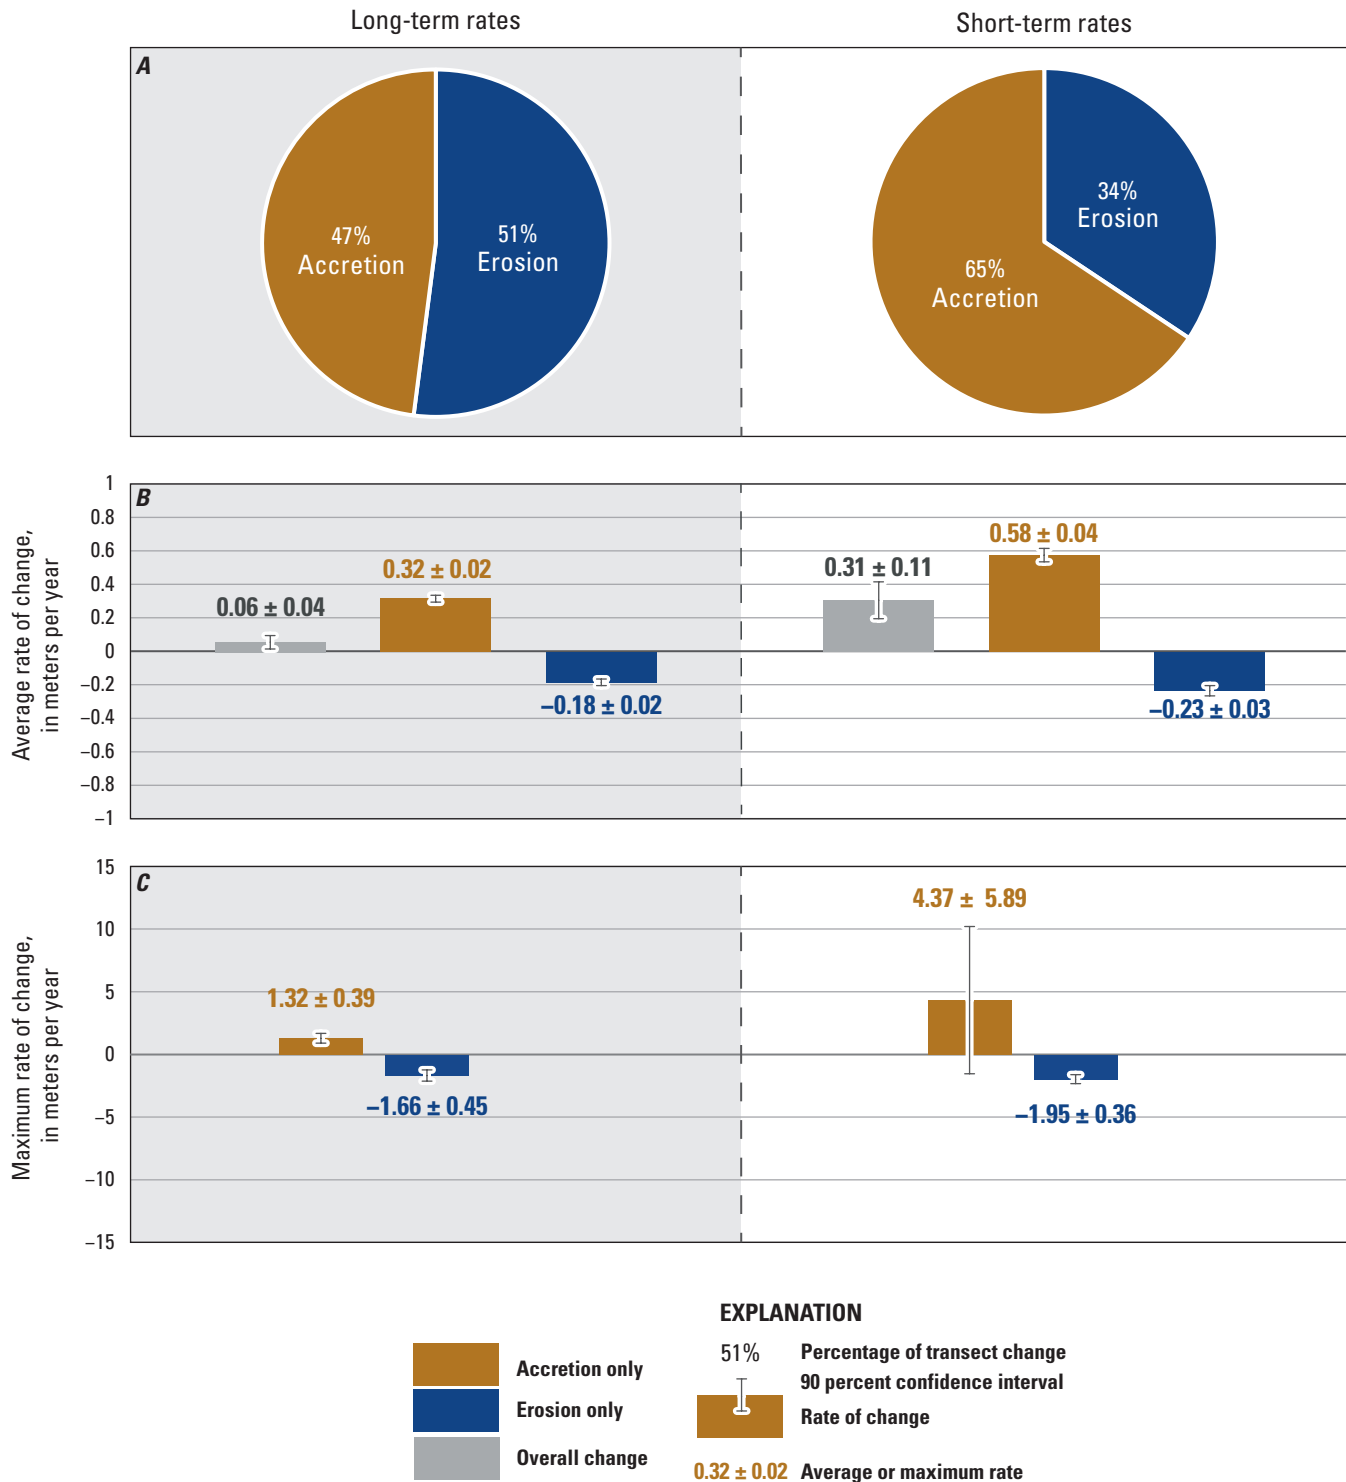 Long-term rates
Short-term rates
A
47%
Accretion
51%
Erosion
34%
Erosion
65%
Accretion
Average rate of change,
in meters per year
1
0.8
0.6
0.4
0.2
0
−0.2
−0.4
−0.6
−0.8
−1
B
0.06 ± 0.04
0.32 ± 0.02
−0.18 ± 0.02
0.31 ± 0.11
0.58 ± 0.04
−0.23 ± 0.03
Maximum rate of change,
in meters per year
15
10
5
0
−5
−10
−15
C
1.32 ± 0.39
−1.66 ± 0.45
4.37 ± 5.89
−1.95 ± 0.36
EXPLANATION
Accretion only
Erosion only
Overall change
51% Percentage of transect change
90 percent confidence interval
Rate of change
0.32 ± 0.02 Average or maximum rate